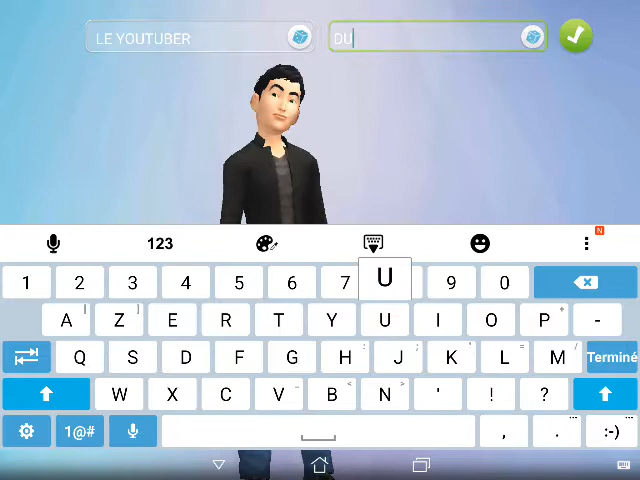 LE YOUTUBER
DU
N
123
U
1 2 3 4 5 6 7 9 0
A | Z ] E R T Y U I O P + -
Q S D F G H : J ; K " L = M / Terminé
W X C V _ B < N > ' ! ?
1@# , . ... :-) ...